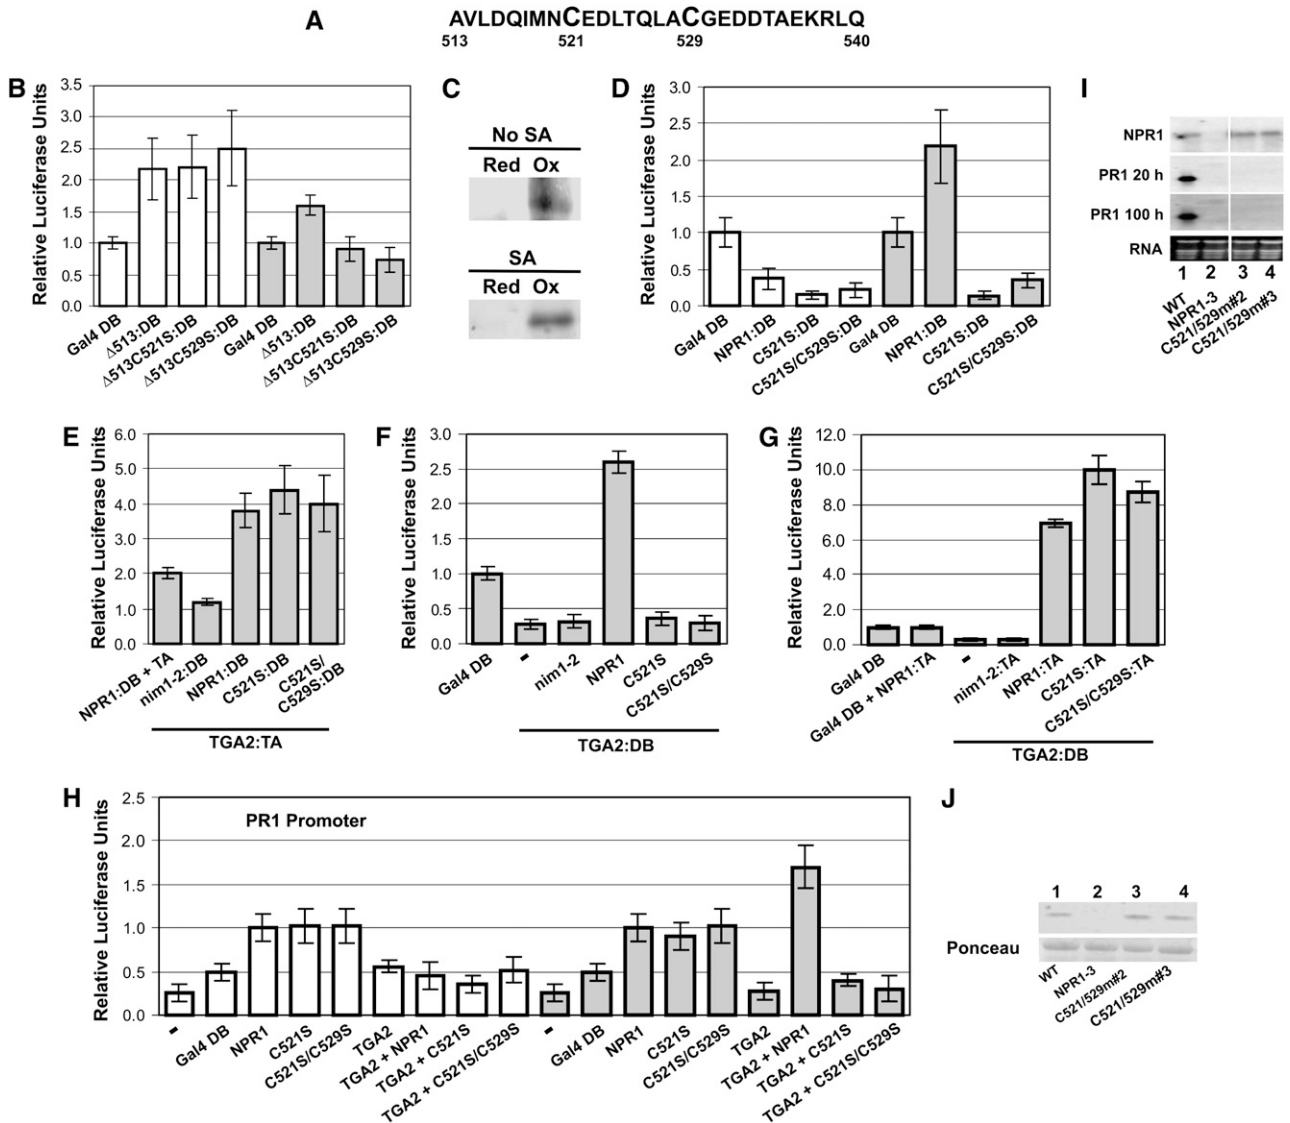 A
AVLDQIMNCEDLTQLACGEDDTAEKRLQ
513 521 529 540
B
Relative Luciferase Units
3.5
3.0
2.5
2.0
1.5
1.0
0.5
0.0
Gal4 DB
Δ513:DB
Δ513C521S:DB
Δ513C529S:DB
Gal4 DB
Δ513:DB
Δ513C521S:DB
Δ513C529S:DB
C
No SA
Red Ox
SA
Red Ox
D
Relative Luciferase Units
3.0
2.5
2.0
1.5
1.0
0.5
0.0
Gal4 DB
NPR1:DB
C521S:DB
C521S/C529S:DB
Gal4 DB
NPR1:DB
C521S:DB
C521S/C529S:DB
I
NPR1
PR1 20 h
PR1 100 h
RNA
1 2 3 4
WT
NPR1-3
C521/529m#2
C521/529m#3
E
Relative Luciferase Units
6.0
5.0
4.0
3.0
2.0
1.0
0.0
NPR1:DB + TA
nim1-2:DB
NPR1:DB
C521S:DB
C521S/
C529S:DB
TGA2:TA
F
Relative Luciferase Units
3.0
2.5
2.0
1.5
1.0
0.5
0.0
Gal4 DB
-
nim1-2
NPR1
C521S
C521S/C529S
TGA2:DB
G
Relative Luciferase Units
12.0
10.0
8.0
6.0
4.0
2.0
0.0
Gal4 DB
Gal4 DB + NPR1:TA
-
nim1-2:TA
NPR1:TA
C521S:TA
C521S/C529S:TA
TGA2:DB
H
Relative Luciferase Units
PR1 Promoter
2.5
2.0
1.5
1.0
0.5
0.0
-
Gal4 DB
NPR1
C521S
C521S/C529S
TGA2
TGA2 + NPR1
TGA2 + C521S
TGA2 + C521S/C529S
-
Gal4 DB
NPR1
C521S
C521S/C529S
TGA2
TGA2 + NPR1
TGA2 + C521S
TGA2 + C521S/C529S
J
1 2 3 4
Ponceau
WT
NPR1-3
C521/529m#2
C521/529m#3